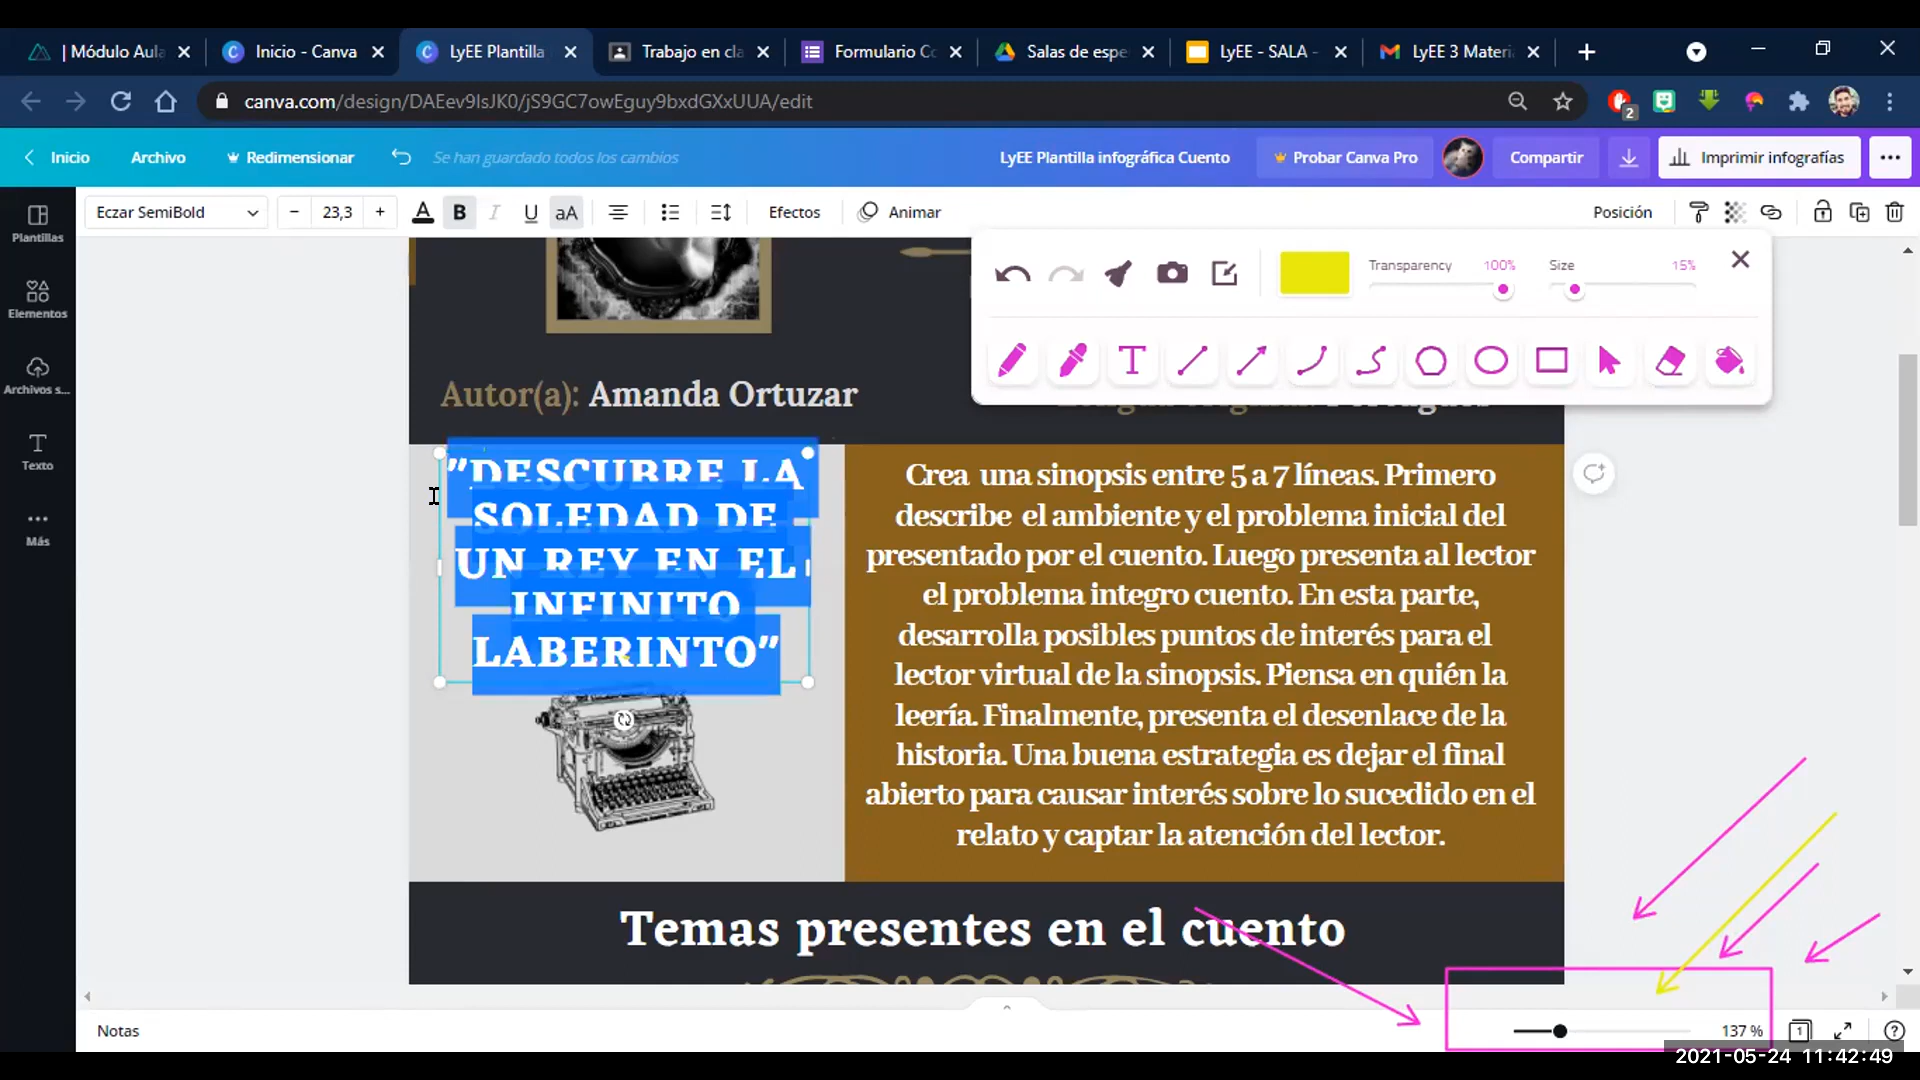 | Módulo Aula
Inicio - Canva
LyEE Plantilla
Trabajo en cla
Formulario Co
Salas de espe
LyEE - SALA -
LyEE 3 Materi
canva.com/design/DAEev9IsJK0/jS9GC7owEguy9bxdGXxUUA/edit
2
Inicio
Archivo
Redimensionar
Se han guardado todos los cambios
LyEE Plantilla infográfica Cuento
Probar Canva Pro
Compartir
Imprimir infografías
Eczar SemiBold
23,3
A
B
I
U
aA
Efectos
Animar
Posición
Plantillas
Elementos
Archivos s...
Texto
Más
Transparency 100%
Size 15%
Autor(a): Amanda Ortuzar
"DESCUBRE LA
SOLEDAD DE
UN REY EN EL
INFINITO
LABERINTO"
Crea una sinopsis entre 5 a 7 líneas. Primero
describe el ambiente y el problema inicial del
presentado por el cuento. Luego presenta al lector
el problema integro cuento. En esta parte,
desarrolla posibles puntos de interés para el
lector virtual de la sinopsis. Piensa en quién la
leería. Finalmente, presenta el desenlace de la
historia. Una buena estrategia es dejar el final
abierto para causar interés sobre lo sucedido en el
relato y captar la atención del lector.
Temas presentes en el cuento
Notas
137 %
1
2021-05-24 11:42:49